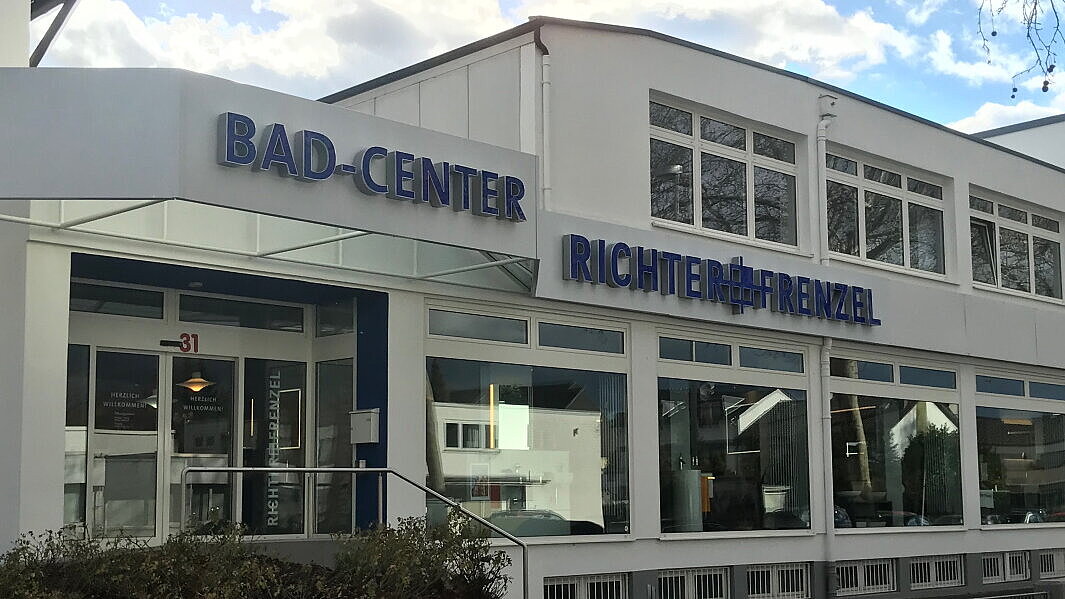 BAD-CENTER
RICHTER FRENZEL
31
HERZLICH
WILLKOMMEN!
HERZLICH
WILLKOMMEN!
RICHTER+FRENZEL